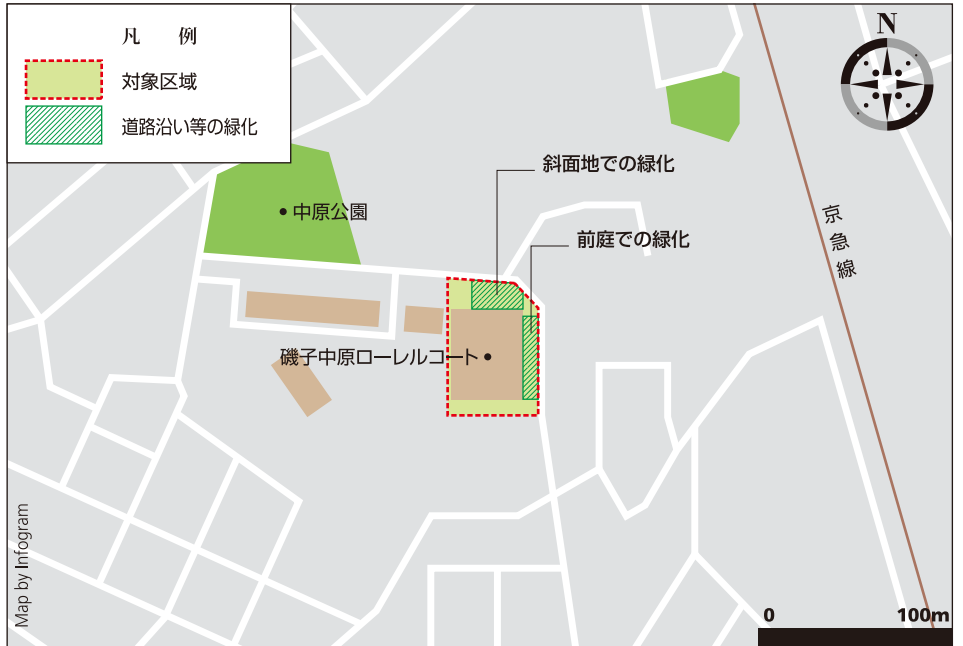 凡　例
対象区域
道路沿い等の緑化
N
斜面地での緑化
中原公園
前庭での緑化
京急線
磯子中原ローレルコート
Map by Infogram
0 100m